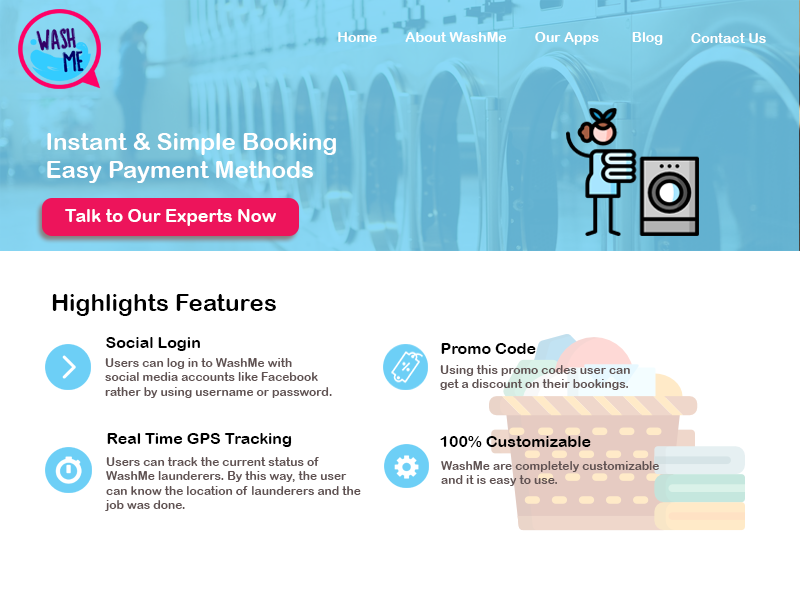 WASH
ME
Home About WashMe Our Apps Blog Contact Us
Instant & Simple Booking
Easy Payment Methods
Talk to Our Experts Now
Highlights Features
Social Login
Users can log in to WashMe with
social media accounts like Facebook
rather by using username or password.
Promo Code
Using this promo codes user can
get a discount on their bookings.
Real Time GPS Tracking
Users can track the current status of
WashMe launderers. By this way, the user
can know the location of launderers and the
job was done.
100% Customizable
WashMe are completely customizable
and it is easy to use.